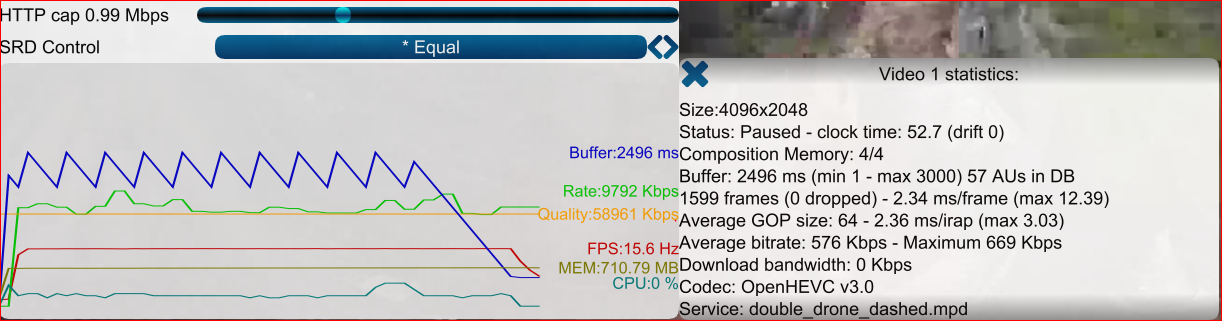 HTTP cap 0.99 Mbps
SRD Control
* Equal
Buffer:2496 ms
Rate:9792 Kbps
Quality:58961 Kbps
FPS:15.6 Hz
MEM:710.79 MB
CPU:0 %
Video 1 statistics:
Size:4096x2048
Status: Paused - clock time: 52.7 (drift 0)
Composition Memory: 4/4
Buffer: 2496 ms (min 1 - max 3000) 57 AUs in DB
1599 frames (0 dropped) - 2.34 ms/frame (max 12.39)
Average GOP size: 64 - 2.36 ms/irap (max 3.03)
Average bitrate: 576 Kbps - Maximum 669 Kbps
Download bandwidth: 0 Kbps
Codec: OpenHEVC v3.0
Service: double_drone_dashed.mpd